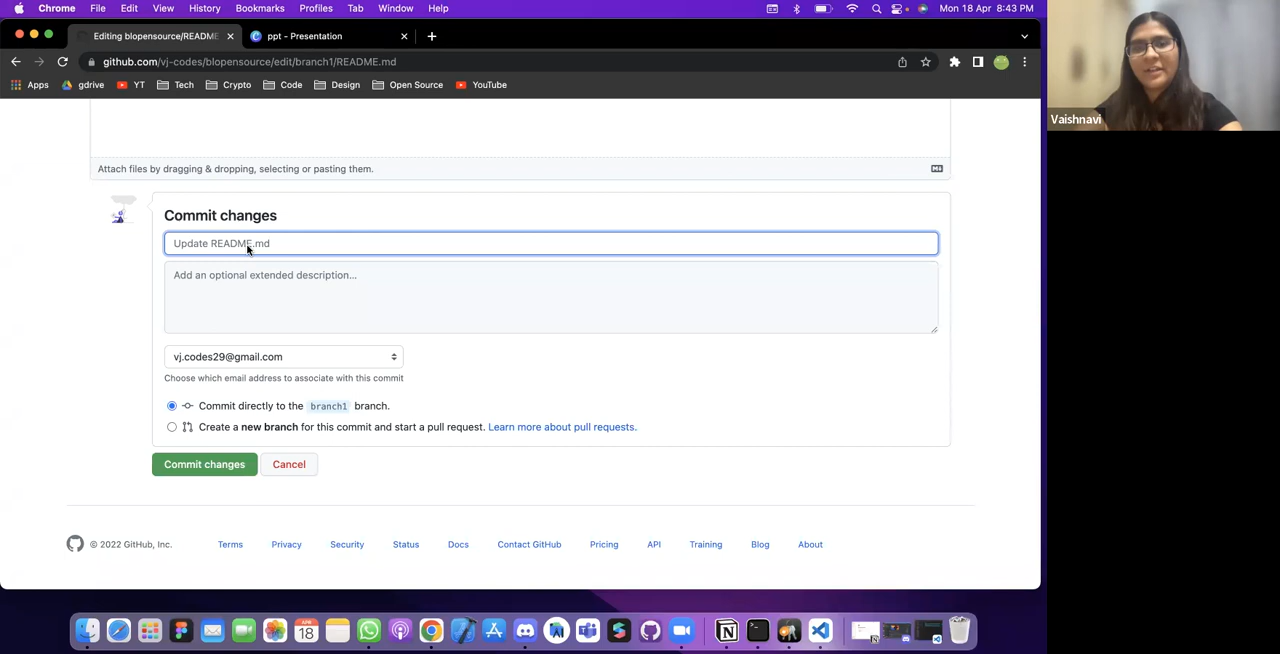 Chrome File Edit View History Bookmarks Profiles Tab Window Help Mon 18 Apr 8:43 PM
Editing blopensource/README ppt - Presentation
github.com/vj-codes/blopensource/edit/branch1/README.md
Apps gdrive YT Tech Crypto Code Design Open Source YouTube
Vaishnavi
Attach files by dragging & dropping, selecting or pasting them.
Commit changes
Update README.md
Add an optional extended description...
vj.codes29@gmail.com
Choose which email address to associate with this commit
Commit directly to the branch1 branch.
Create a new branch for this commit and start a pull request. Learn more about pull requests.
Commit changes Cancel
© 2022 GitHub, Inc. Terms Privacy Security Status Docs Contact GitHub Pricing API Training Blog About
APR
18